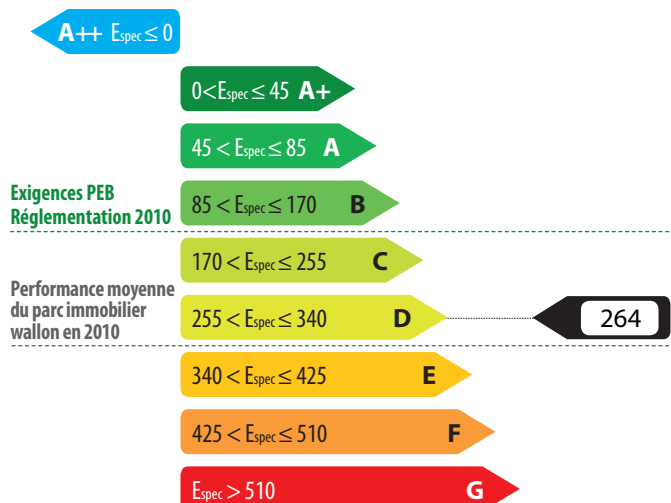 A++ Espec ≤ 0
0<Espec ≤ 45 A+
45 < Espec ≤ 85 A
Exigences PEB
Réglementation 2010
85 < Espec ≤ 170 B
170 < Espec ≤ 255 C
Performance moyenne
du parc immobilier
wallon en 2010
255 < Espec ≤ 340 D
264
340 < Espec ≤ 425 E
425 < Espec ≤ 510 F
Espec > 510 G